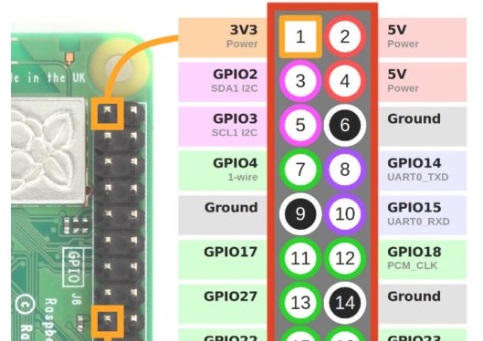 3V3
Power
1
2
5V
Power
GPIO2
SDA1 I2C
3
4
5V
Power
GPIO3
SCL1 I2C
5
6
Ground
GPIO4
1-wire
7
8
GPIO14
UART0_TXD
Ground
9
10
GPIO15
UART0_RXD
GPIO17
11
12
GPIO18
PCM_CLK
GPIO27
13
14
Ground
GPIO22
GPIO23
in the UK
GPIO
J8
Raspb
© Ra